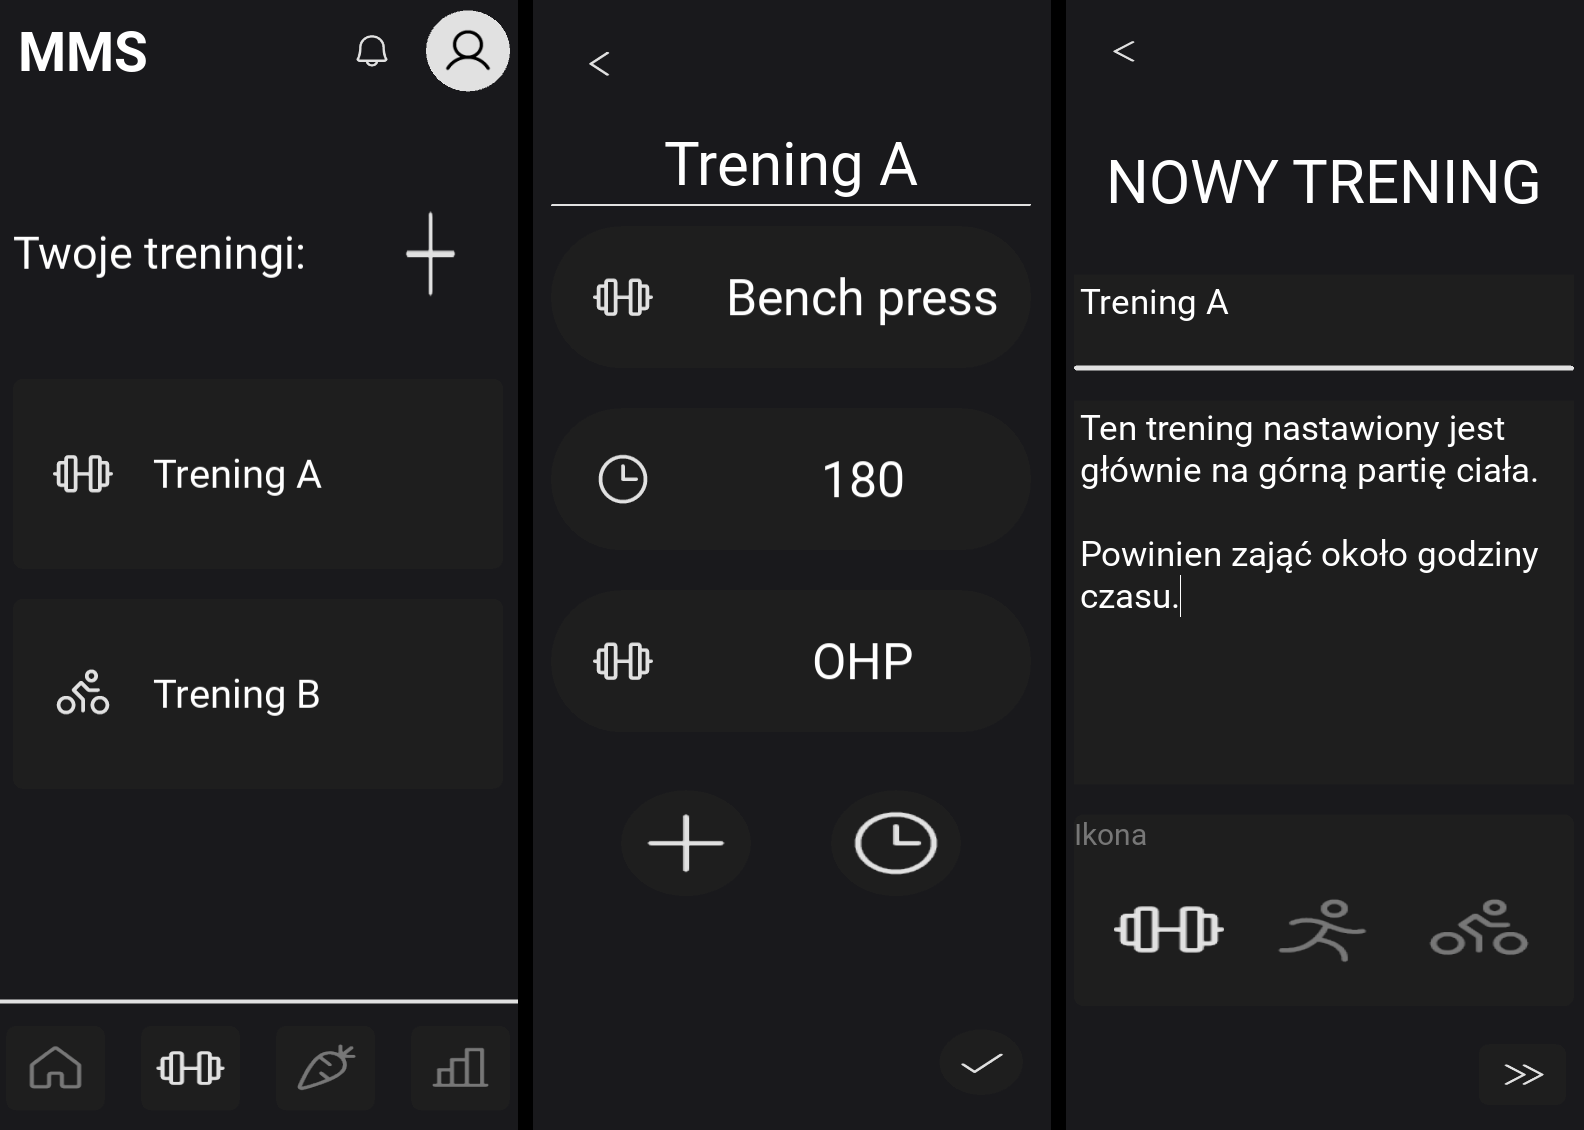 MMS
Twoje treningi:
Trening A
Trening B
<
Trening A
Bench press
180
OHP
<
NOWY TRENING
Trening A
Ten trening nastawiony jest
głównie na górną partię ciała.
Powinien zająć około godziny
czasu.
Ikona
>>